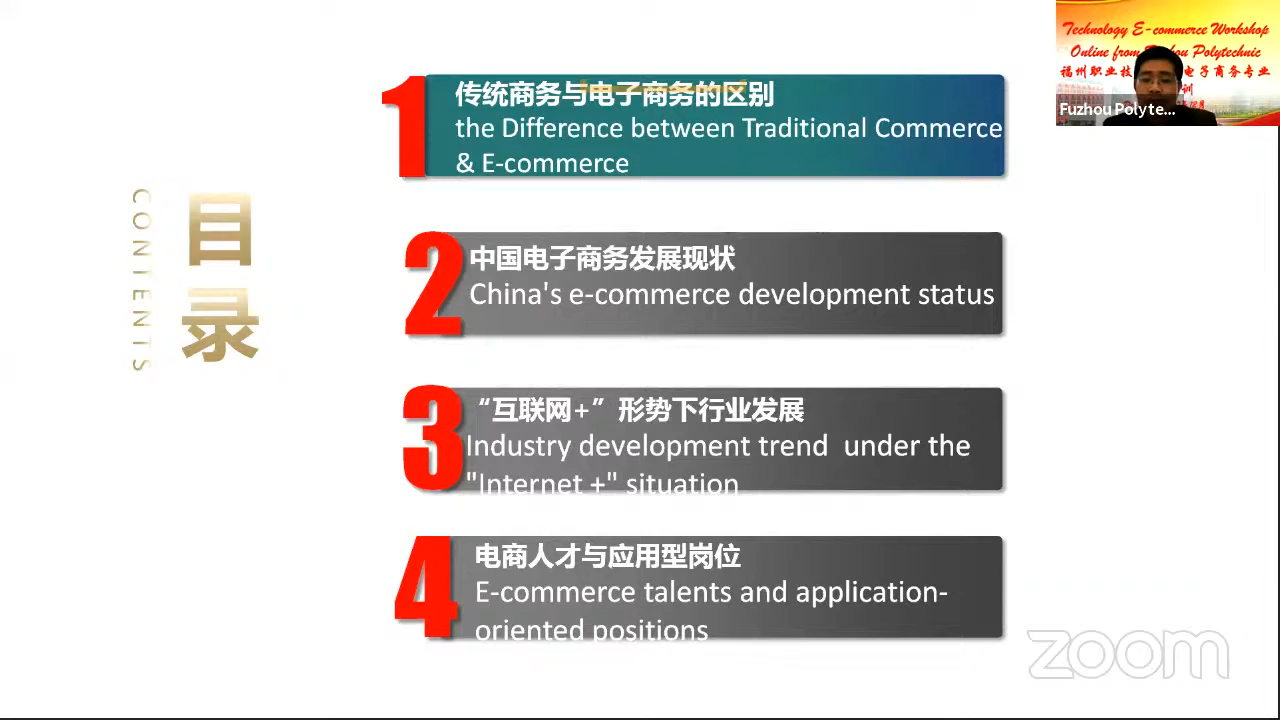 目录
CONTENTS
1
传统商务与电子商务的区别
the Difference between Traditional Commerce
& E-commerce
2
中国电子商务发展现状
China's e-commerce development status
3
“互联网+”形势下行业发展
Industry development trend under the
"Internet +" situation
4
电商人才与应用型岗位
E-commerce talents and application-
oriented positions
Technology E-commerce Workshop
Online from Polytechnic
福州职业技 电子商务专业
训
Fuzhou Polyte...
zoom